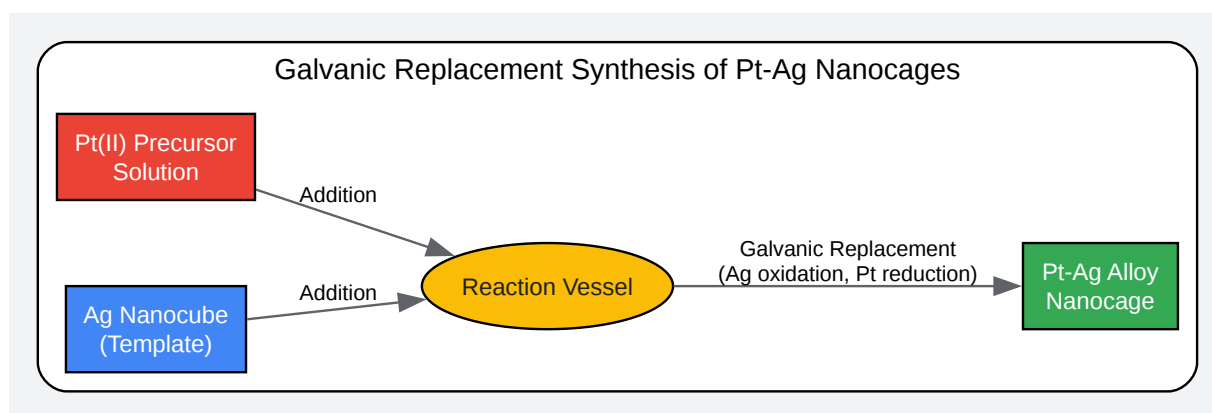 Galvanic Replacement Synthesis of Pt-Ag Nanocages
Pt(II) Precursor
Solution
Addition
Ag Nanocube
(Template)
Addition
Reaction Vessel
Galvanic Replacement
(Ag oxidation, Pt reduction)
Pt-Ag Alloy
Nanocage